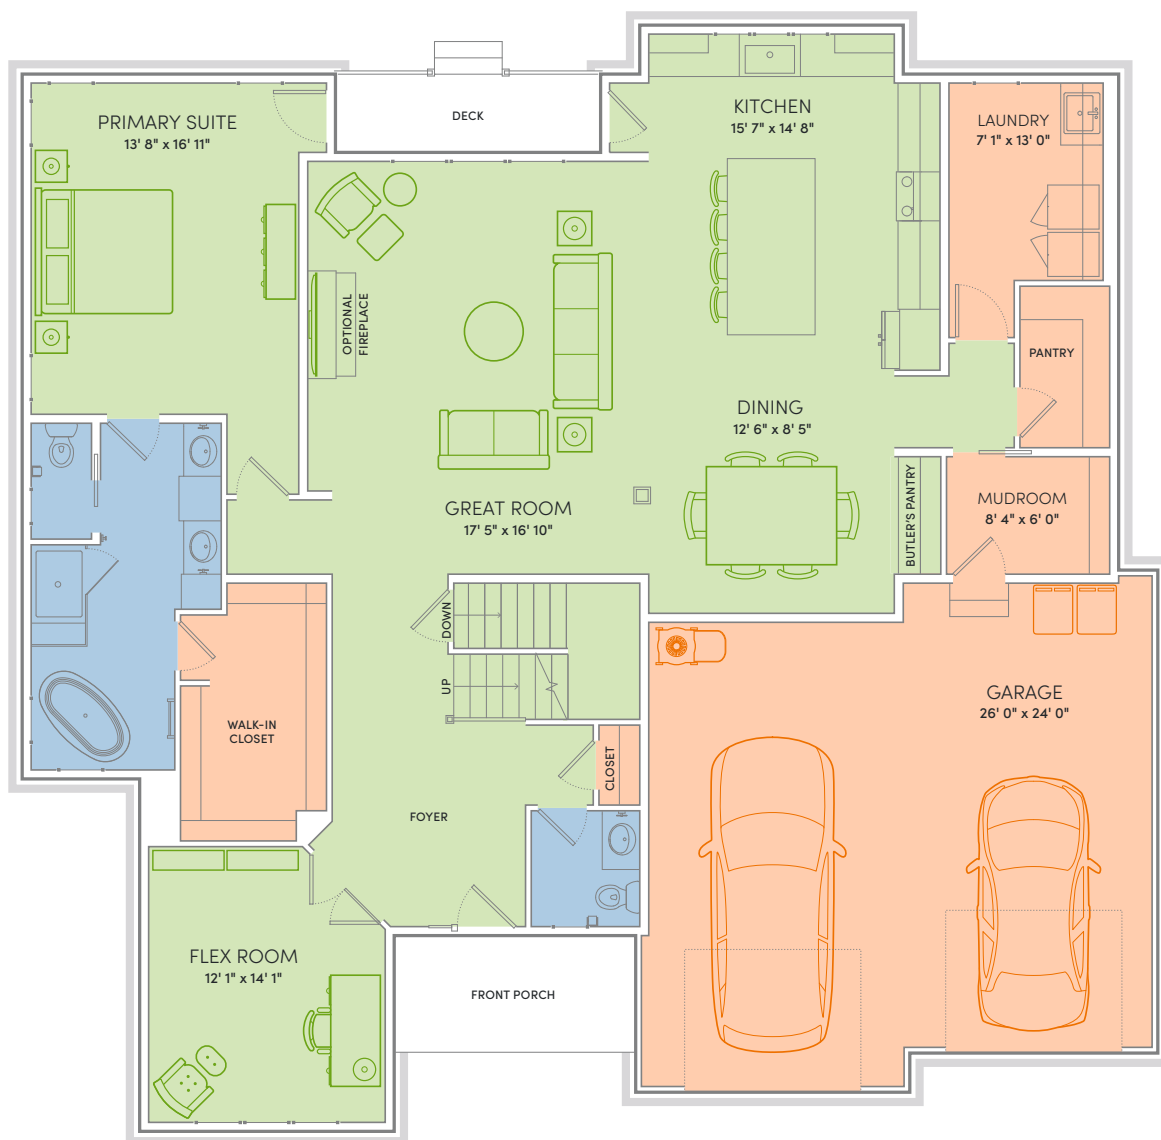 DECK
PRIMARY SUITE
13' 8" x 16' 11"
KITCHEN
15' 7" x 14' 8"
LAUNDRY
7' 1" x 13' 0"
OPTIONAL
FIREPLACE
PANTRY
DINING
12' 6" x 8' 5"
GREAT ROOM
17' 5" x 16' 10"
BUTLER'S PANTRY
MUDROOM
8' 4" x 6' 0"
DOWN
UP
WALK-IN
CLOSET
GARAGE
26' 0" x 24' 0"
CLOSET
FOYER
FLEX ROOM
12' 1" x 14' 1"
FRONT PORCH